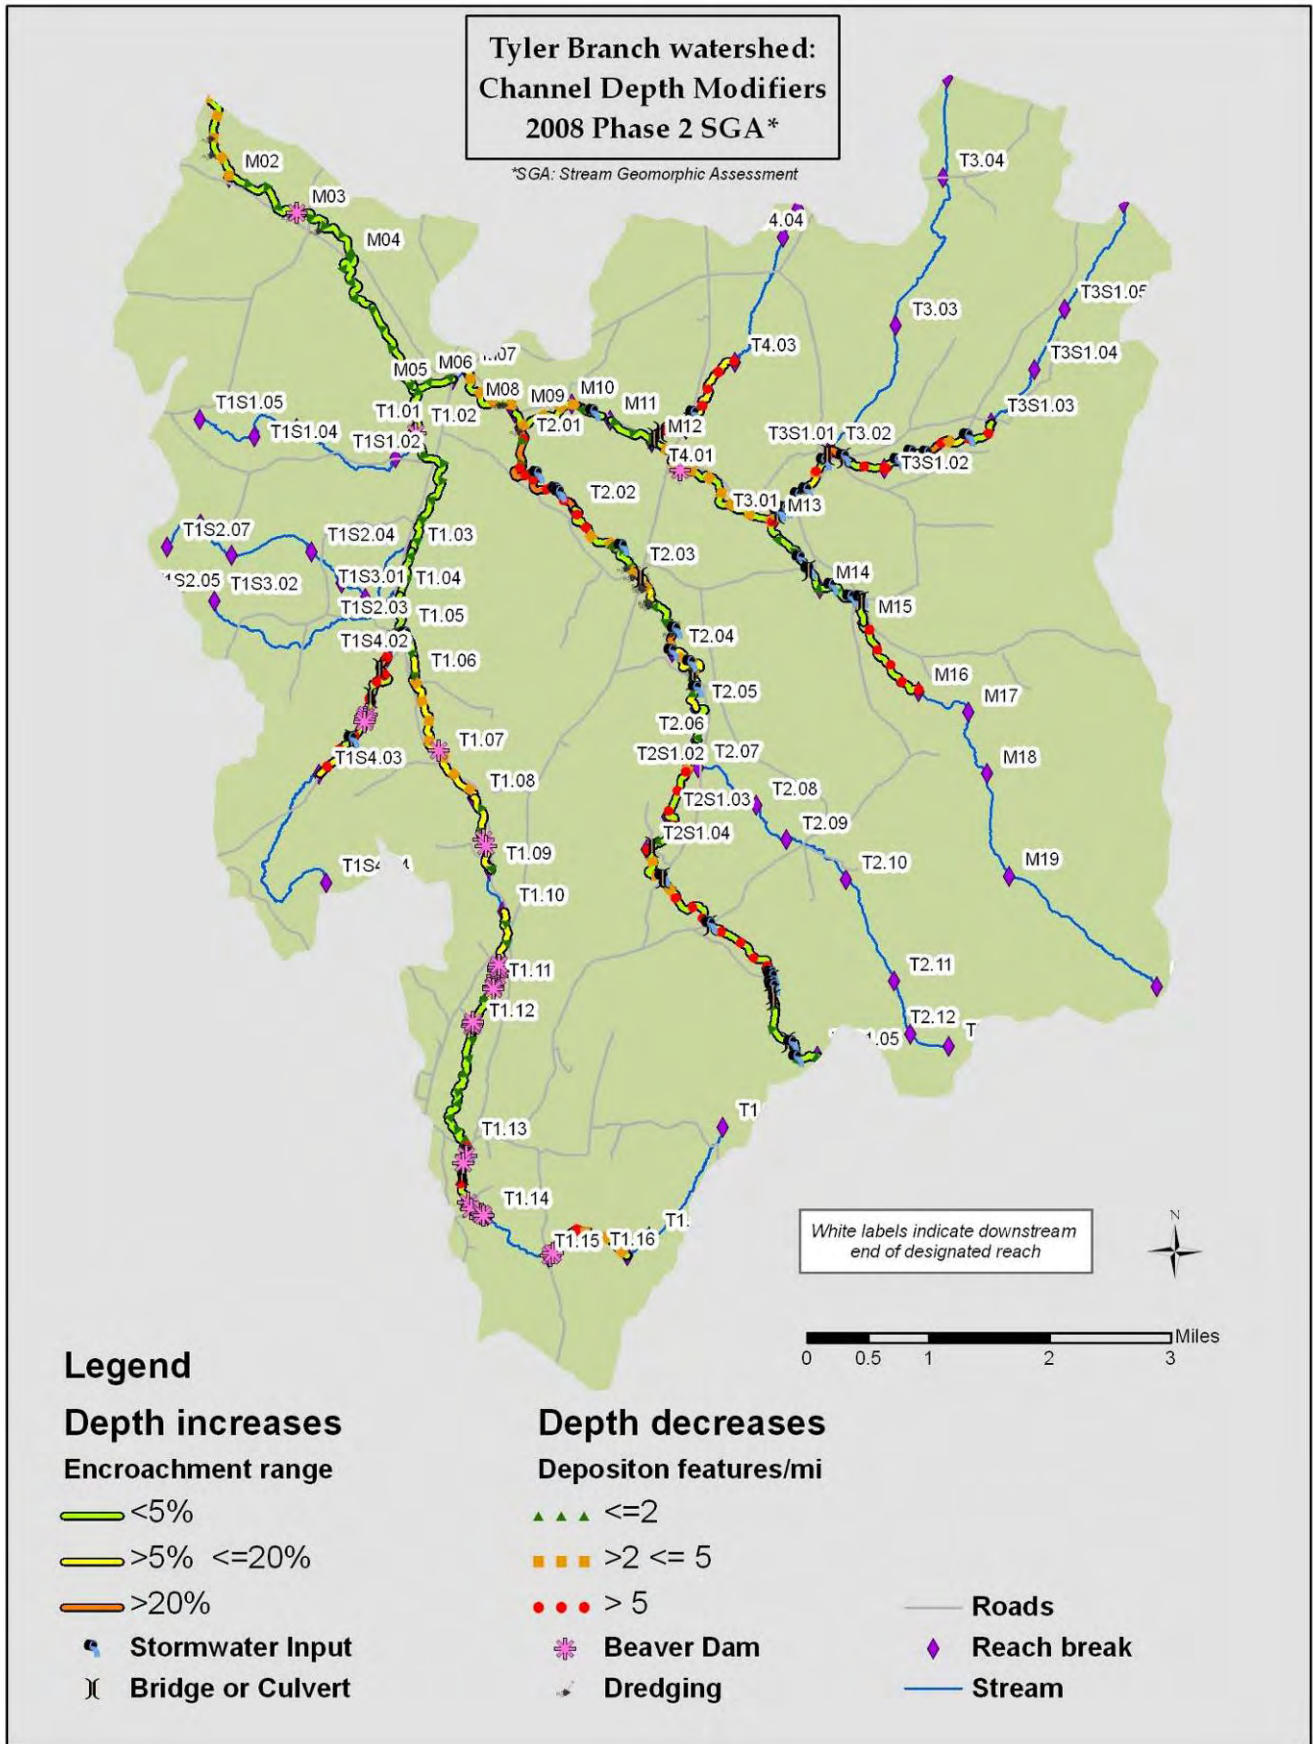 Tyler Branch watershed:
Channel Depth Modifiers
2008 Phase 2 SGA*
*SGA: Stream Geomorphic Assessment
M02
M03
M04
T3.04
4.04
T3S1.05
T3.03
T3S1.04
T4.03
M05
M06
M08
M09
M10
M11
T1S1.05
T1.01
T1.02
T2.01
M12
T3S1.03
T1S1.04
T1S1.02
T3S1.01
T3.02
T4.01
T3S1.02
T2.02
T3.01
M13
T1S2.07
T1S2.04
T1.03
T2.03
1S2.05
T1S3.02
T1S3.01
T1.04
M14
T1S2.03
T1.05
M15
T1S4.02
T2.04
T1.06
M16
T2.05
M17
T2.06
T1.07
T1S4.03
T2S1.02
T2.07
M18
T1.08
T2S1.03
T2.08
T2S1.04
T2.09
T1.09
T2.10
M19
T1.10
T1.11
T2.11
T1.12
T2.12
T
1.05
T1
T1.13
T1.14
T1.
T1.15
T1.16
White labels indicate downstream
end of designated reach
N
Miles
0 0.5 1 2 3
Legend
Depth increases
Encroachment range
<5%
>5% <=20%
>20%
Stormwater Input
Bridge or Culvert
Depth decreases
Depositon features/mi
<=2
>2 <= 5
> 5
Beaver Dam
Dredging
Roads
Reach break
Stream